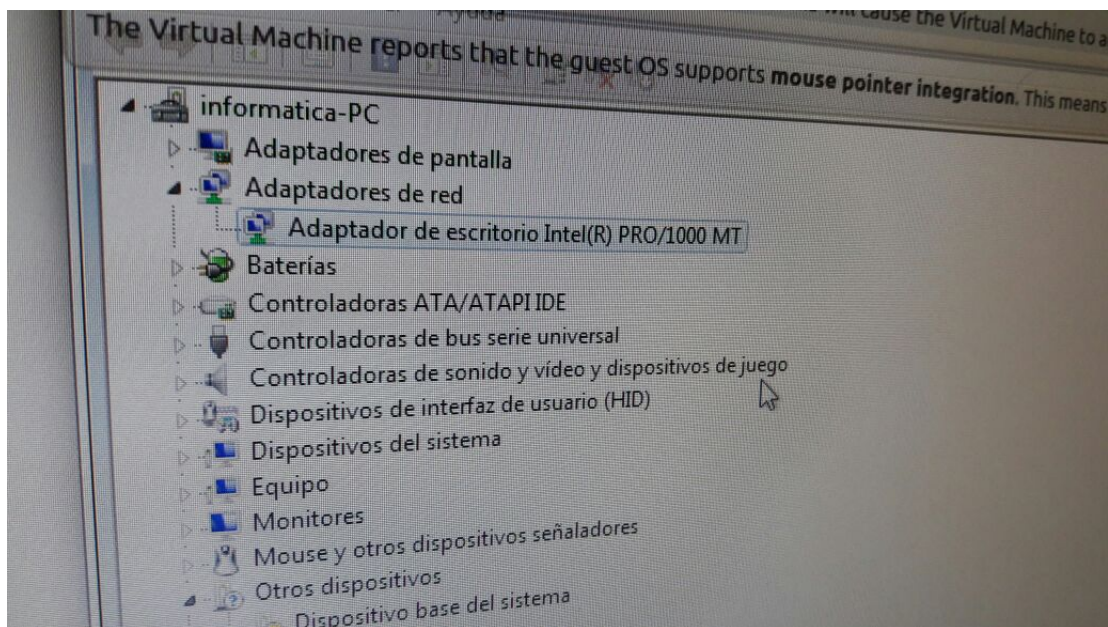 Ayuda
will cause the Virtual Machine to a
The Virtual Machine reports that the guest OS supports mouse pointer integration. This means
informatica-PC
Adaptadores de pantalla
Adaptadores de red
Adaptador de escritorio Intel(R) PRO/1000 MT
Baterías
Controladoras ATA/ATAPI IDE
Controladoras de bus serie universal
Controladoras de sonido y vídeo y dispositivos de juego
Dispositivos de interfaz de usuario (HID)
Dispositivos del sistema
Equipo
Monitores
Mouse y otros dispositivos señaladores
Otros dispositivos
Dispositivo base del sistema